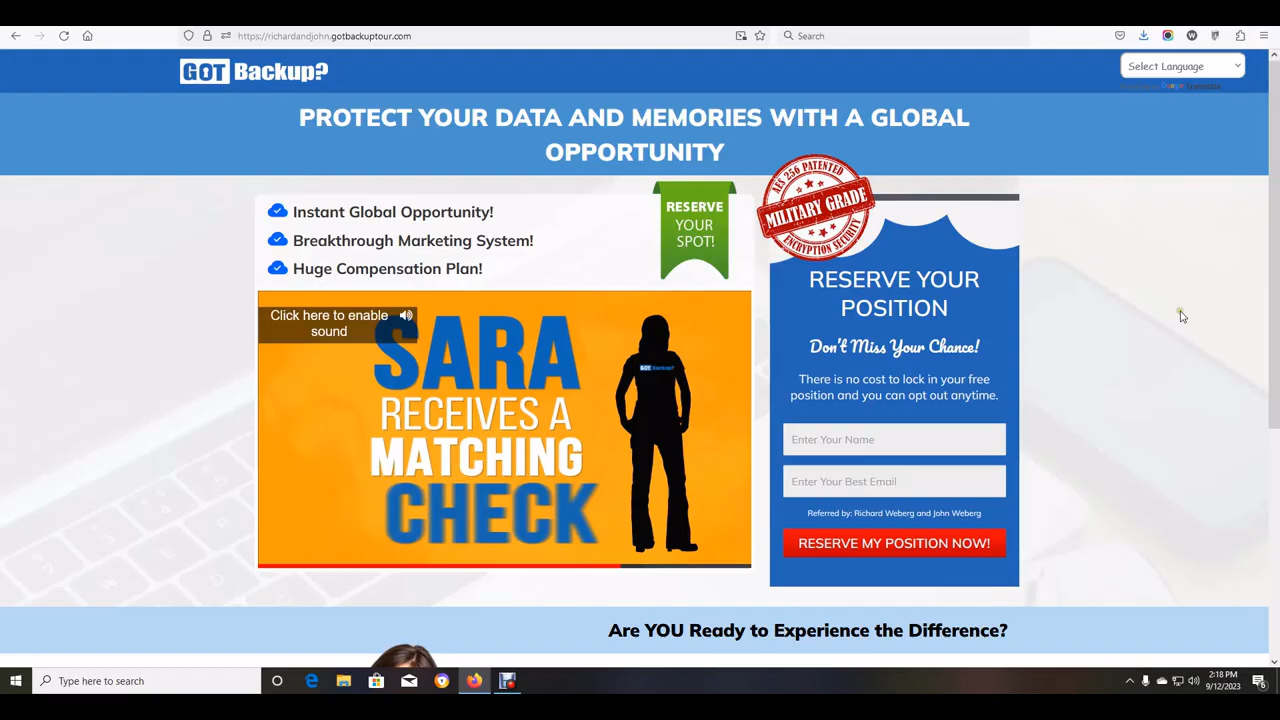 https://richardandjohn.gotbackuptour.com
Search
GOT Backup?
Select Language
Translate
PROTECT YOUR DATA AND MEMORIES WITH A GLOBAL
OPPORTUNITY
Instant Global Opportunity!
Breakthrough Marketing System!
Huge Compensation Plan!
RESERVE
YOUR
SPOT!
AES 256 PATENTED
MILITARY GRADE
ENCRYPTION SECURITY
Click here to enable
sound
SARA
RECEIVES A
MATCHING
CHECK
GOT Backup?
RESERVE YOUR
POSITION
Don't Miss Your Chance!
There is no cost to lock in your free
position and you can opt out anytime.
Enter Your Name
Enter Your Best Email
Referred by: Richard Weberg and John Weberg
RESERVE MY POSITION NOW!
Are YOU Ready to Experience the Difference?
Type here to search
2:18 PM
9/12/2023